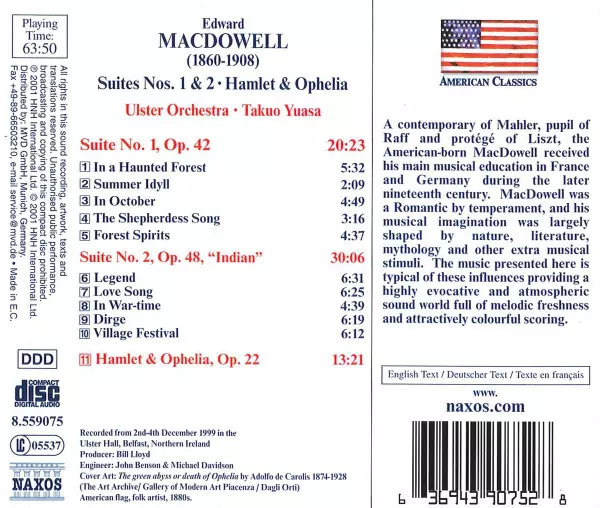 Playing
Time:
63:50
Edward
MACDOWELL
(1860-1908)
Suites Nos. 1 & 2 · Hamlet & Ophelia
Ulster Orchestra · Takuo Yuasa
Suite No. 1, Op. 42 20:23
1 In a Haunted Forest 5:32
2 Summer Idyll 2:09
3 In October 4:49
4 The Shepherdess Song 3:16
5 Forest Spirits 4:37
Suite No. 2, Op. 48, “Indian” 30:06
6 Legend 6:31
7 Love Song 6:25
8 In War-time 4:39
9 Dirge 6:19
10 Village Festival 6:12
11 Hamlet & Ophelia, Op. 22 13:21
Recorded from 2nd-4th December 1999 in the
Ulster Hall, Belfast, Northern Ireland
Producer: Bill Lloyd
Engineer: John Benson & Michael Davidson
Cover Art: The green abyss or death of Ophelia by Adolfo de Carolis 1874-1928
(The Art Archive/ Gallery of Modern Art Piacenza / Dagli Orti)
American flag, folk artist, 1880s.
All rights in this sound recording, artwork, texts and
translations reserved. Unauthorised public performance,
broadcasting and copying of this compact disc prohibited.
℗ 2001 HNH International Ltd. © 2001 HNH International Ltd.
Distributed by: MVD GmbH, Munich, Germany.
Fax +49-89-66503210, e-mail service@mvd.de • Made in E.C.
DDD
COMPACT
disc
DIGITAL AUDIO
8.559075
LC 05537
NAXOS
AMERICAN CLASSICS
A contemporary of Mahler, pupil of
Raff and protégé of Liszt, the
American-born MacDowell received
his main musical education in France
and Germany during the later
nineteenth century. MacDowell was
a Romantic by temperament, and his
musical imagination was largely
shaped by nature, literature,
mythology and other extra musical
stimuli. The music presented here is
typical of these influences providing a
highly evocative and atmospheric
sound world full of melodic freshness
and attractively colourful scoring.
English Text / Deutscher Text / Texte en français
www.
naxos.com
6 36943 90752 8